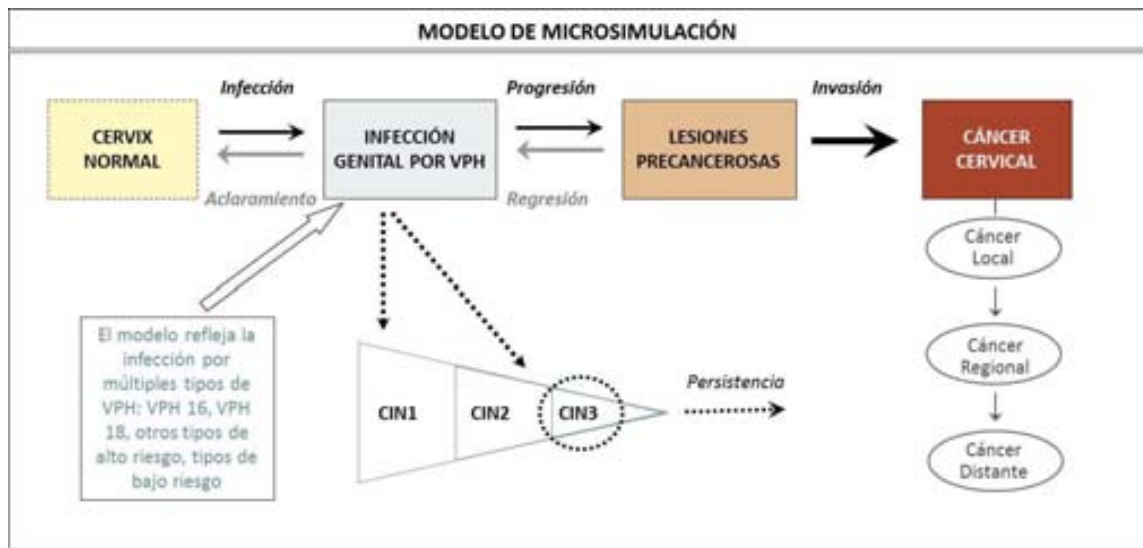 MODELO DE MICROSIMULACIÓN
Infección
Progresión
Invasión
CERVIX
NORMAL
INFECCIÓN
GENITAL POR VPH
LESIONES
PRECANCEROSAS
CÁNCER
CERVICAL
Aclaramiento
Regresión
Cáncer
Local
El modelo refleja la
infección por
múltiples tipos de
VPH: VPH 16, VPH
18, otros tipos de
alto riesgo, tipos de
bajo riesgo
CIN1
CIN2
CIN3
Persistencia
Cáncer
Regional
Cáncer
Distante